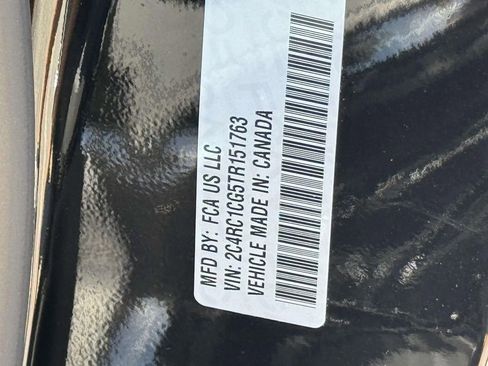 MFD BY: FCA US LLC
VIN: 2C4RC1CG5TR151763
VEHICLE MADE IN: CANADA